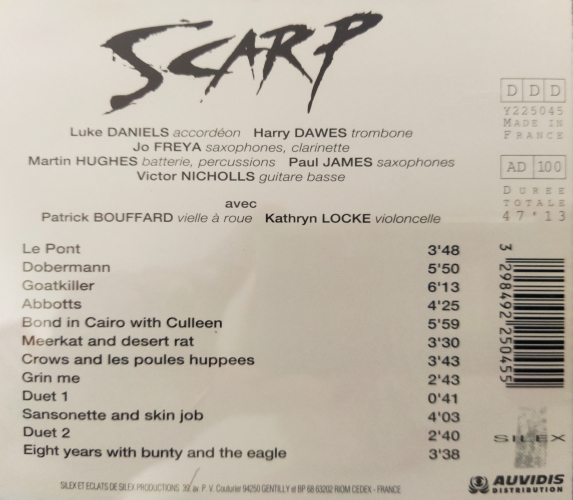 SCARP
Luke DANIELS accordéon Harry DAWES trombone
Jo FREYA saxophones, clarinette
Martin HUGHES batterie, percussions Paul JAMES saxophones
Victor NICHOLLS guitare basse
avec
Patrick BOUFFARD vielle à roue Kathryn LOCKE violoncelle
Le Pont 3'48
Dobermann 5'50
Goatkiller 6'13
Abbotts 4'25
Bond in Cairo with Culleen 5'59
Meerkat and desert rat 3'30
Crows and les poules huppees 3'43
Grin me 2'43
Duet 1 0'41
Sansonette and skin job 4'03
Duet 2 2'40
Eight years with bunty and the eagle 3'38
DDD
Y225045
MADE IN
FRANCE
AD 100
DUREE
TOTALE
47'13
3 298492 250455
SILEX
AUVIDIS
DISTRIBUTION
SILEX ET ECLATS DE SILEX PRODUCTIONS 39, av. P. V. Couturier 94250 GENTILLY et BP 68 63202 RIOM CEDEX - FRANCE